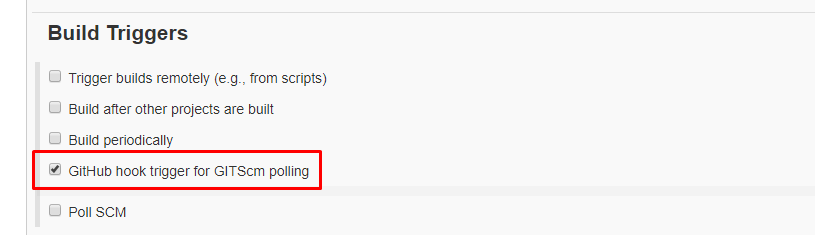 Build Triggers
Trigger builds remotely (e.g., from scripts)
Build after other projects are built
Build periodically
GitHub hook trigger for GITScm polling
Poll SCM